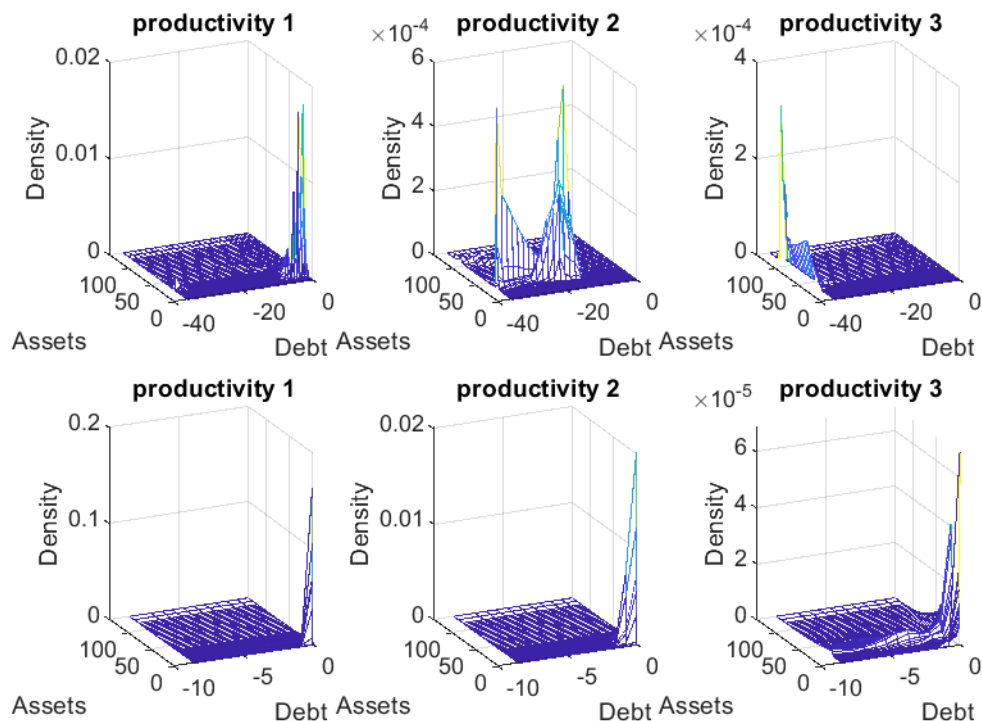 productivity 1
0.02
0.01
0
Density
100
50
0
-40
-20
0
Assets
Debt
productivity 2
×10-4
6
4
2
0
Density
100
50
0
-40
-20
0
Assets
Debt
productivity 3
×10-4
4
2
0
Density
100
50
0
-40
-20
0
Assets
Debt
productivity 1
0.2
0.1
0
Density
100
50
0
-10
-5
0
Assets
Debt
productivity 2
0.02
0.01
0
Density
100
50
0
-10
-5
0
Assets
Debt
productivity 3
×10-5
6
4
2
0
Density
100
50
0
-10
-5
0
Assets
Debt